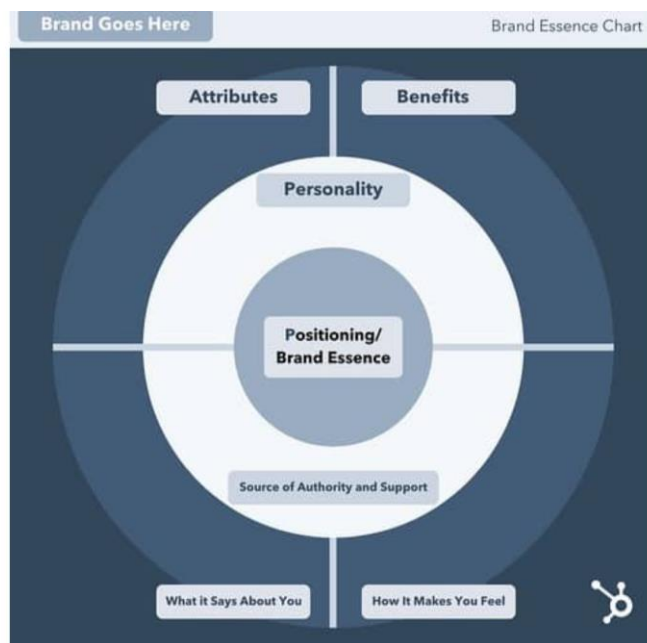 Brand Goes Here
Brand Essence Chart
Attributes
Benefits
Personality
Positioning/
Brand Essence
Source of Authority and Support
What it Says About You
How It Makes You Feel